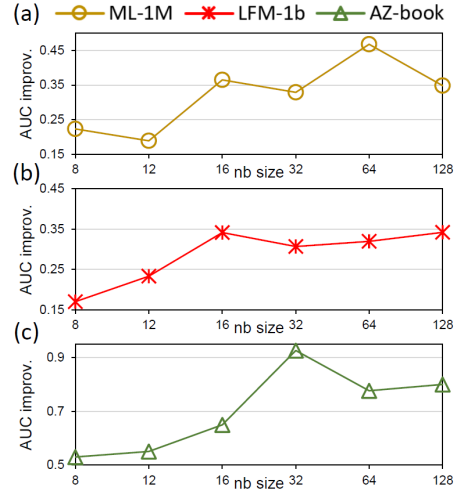 (a) ML-1M LFM-1b AZ-book
AUC improv.
0.45
0.35
0.25
0.15
8 12 16 32 64 128
nb size
(b)
AUC improv.
0.45
0.35
0.25
0.15
8 12 16 32 64 128
nb size
(c)
AUC improv.
0.9
0.7
0.5
8 12 16 32 64 128
nb size